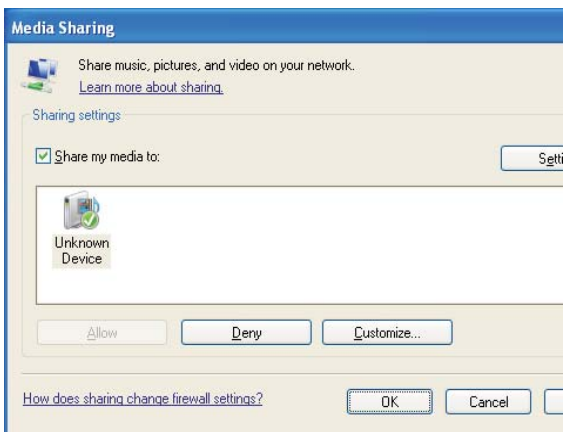 Media Sharing
Share music, pictures, and video on your network.
Learn more about sharing.
Sharing settings
Share my media to:
Unknown
Device
Allow
Deny
Customize...
How does sharing change firewall settings?
OK
Cancel